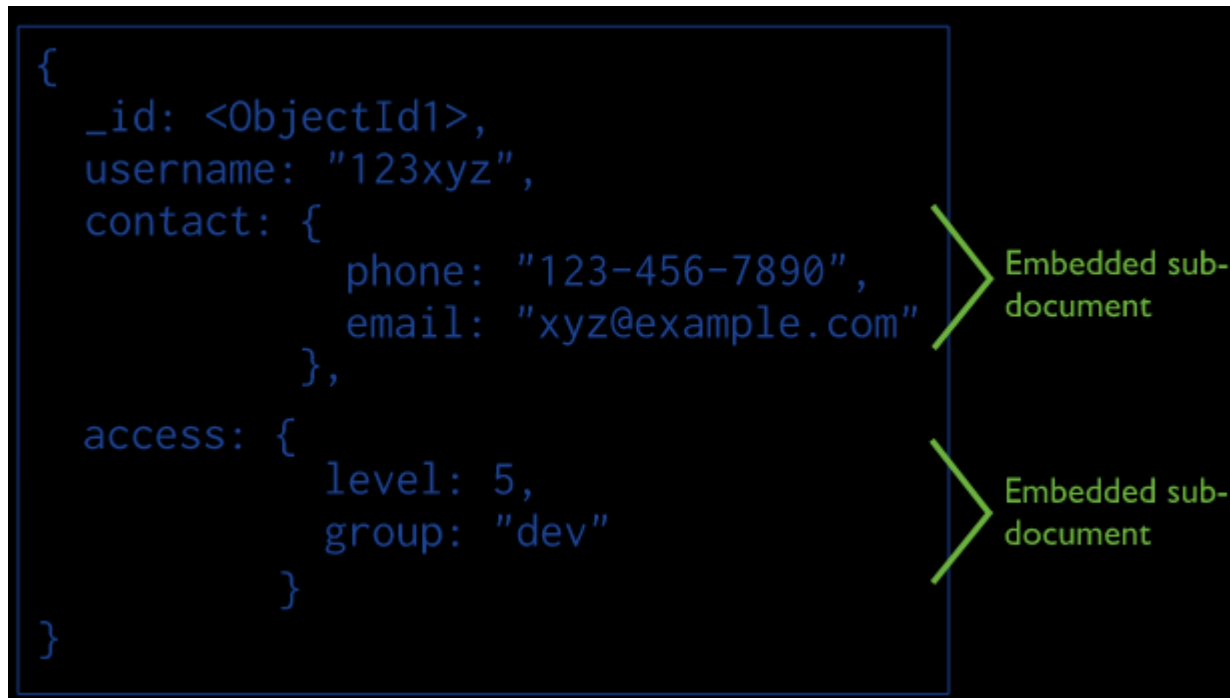 {
_id: <ObjectId1>,
username: "123xyz",
contact: {
phone: "123-456-7890",
email: "xyz@example.com"
},
access: {
level: 5,
group: "dev"
}
}
Embedded sub-
document
Embedded sub-
document